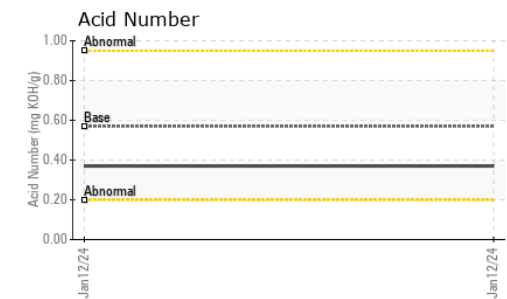 Acid Number
1.00
Abnormal
0.80
Base
0.60
0.40
Abnormal
0.20
0.00
Acid Number (mg KOH/g)
Jan12/24
Jan12/24